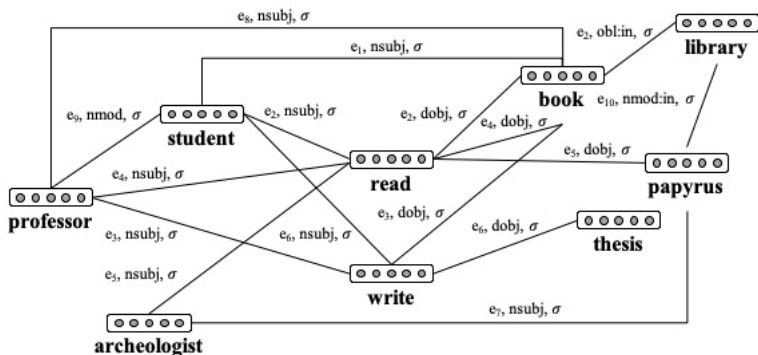 e₈, nsubj, σ
e₁, nsubj, σ
e₂, obl:in, σ
library
book
e₉, nmod, σ
student
e₂, nsubj, σ
e₂, dobj, σ
e₄, dobj, σ
e₁₀, nmod:in, σ
e₄, nsubj, σ
read
e₅, dobj, σ
papyrus
professor
e₃, nsubj, σ
e₆, nsubj, σ
e₃, dobj, σ
e₆, dobj, σ
thesis
e₅, nsubj, σ
write
e₇, nsubj, σ
archeologist